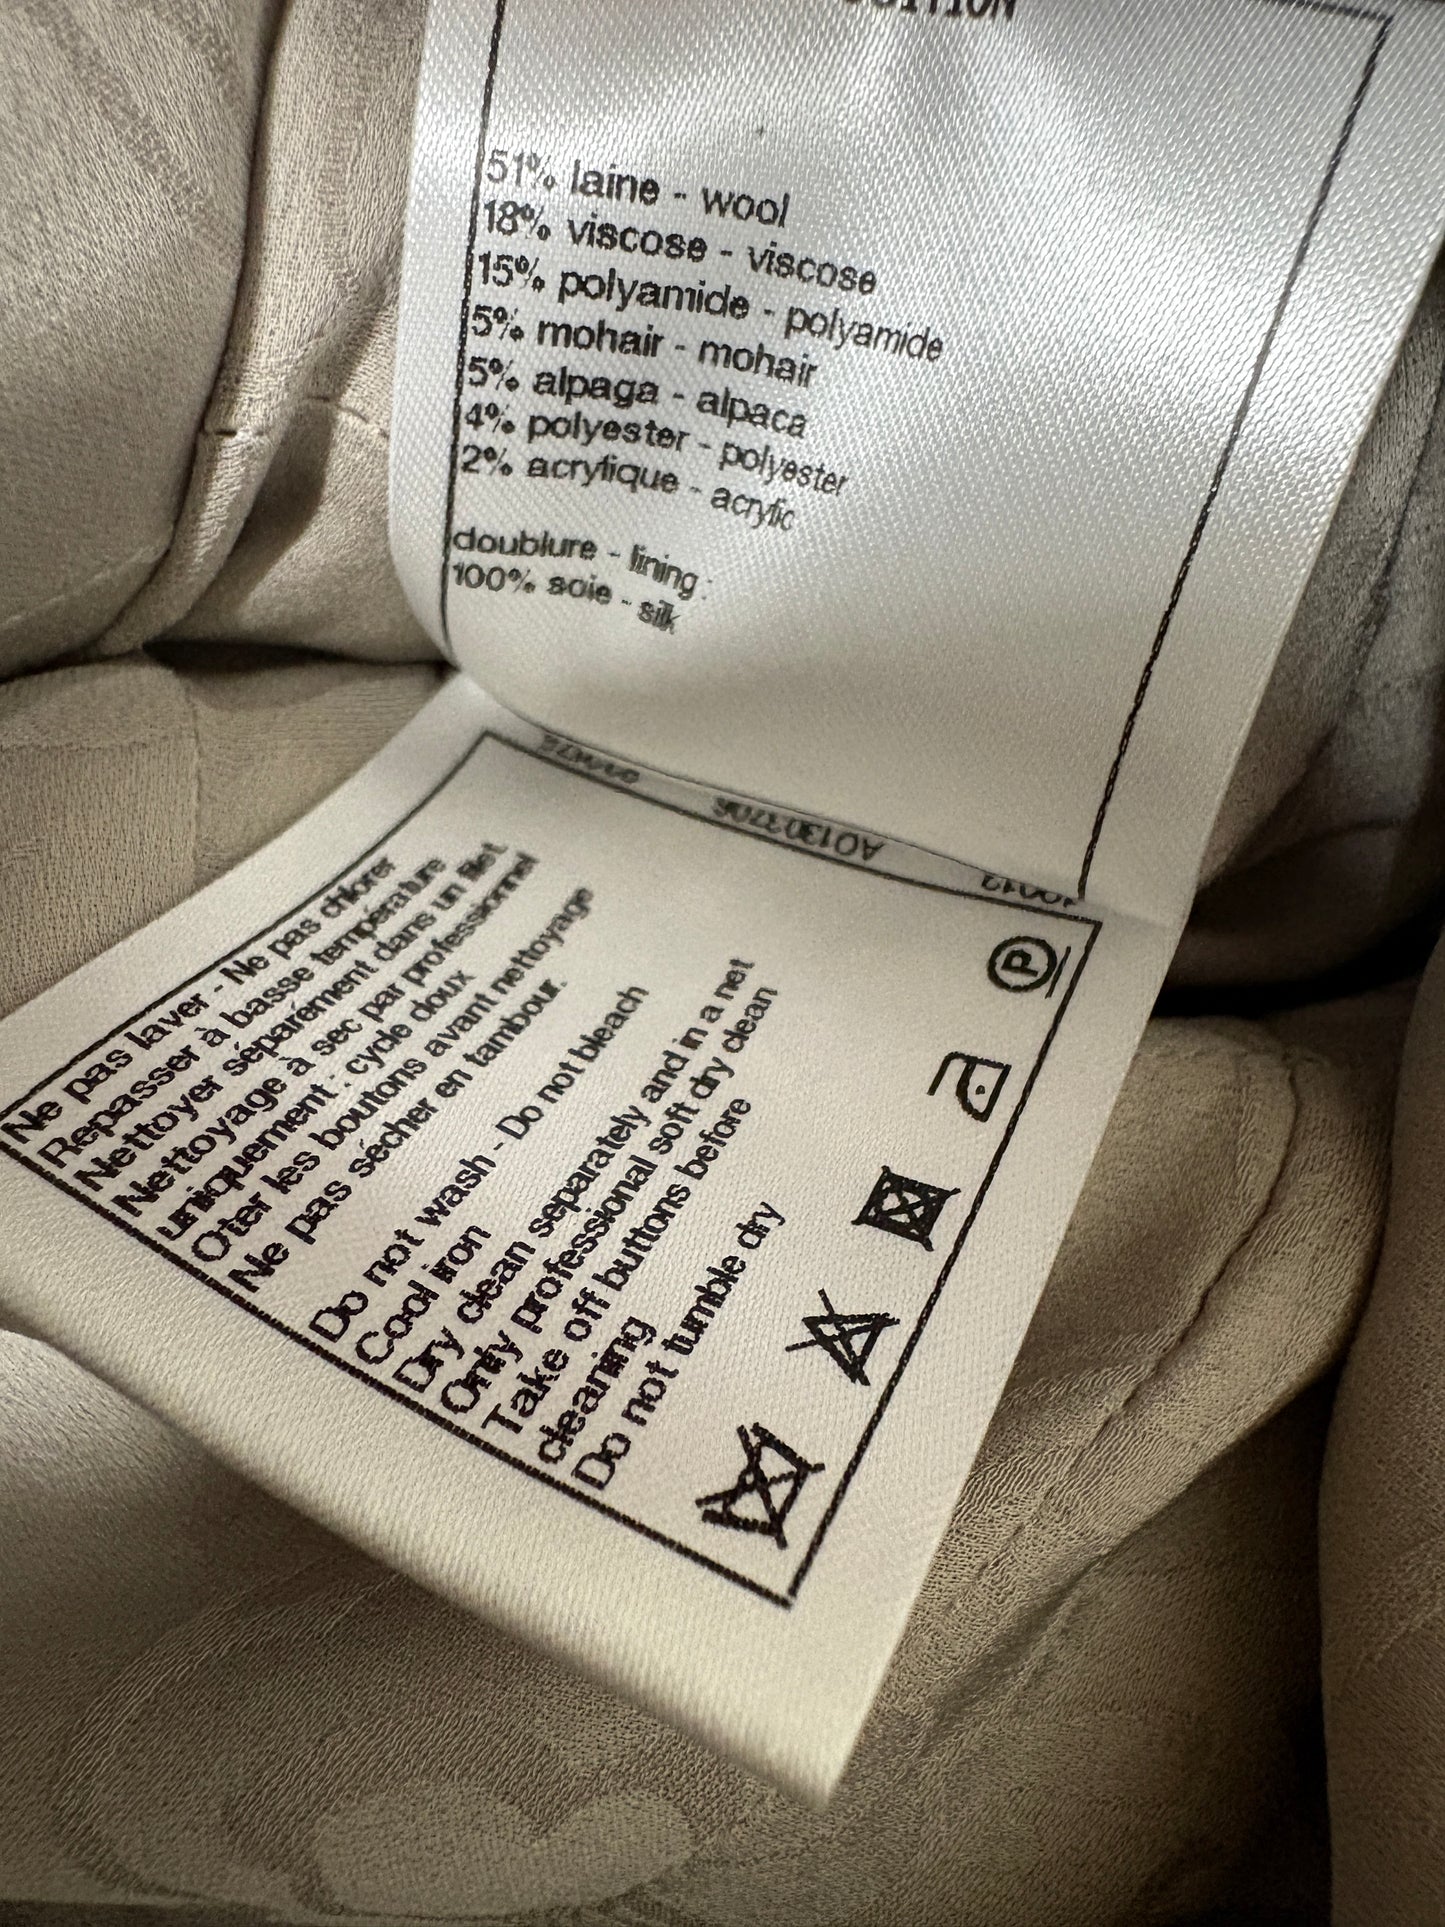 51% laine - wool
18% viscose - viscose
15% polyamide - polyamide
5% mohair - mohair
5% alpaga - alpaca
4% polyester - polyester
2% acrylique - acrylic
doublure - lining :
100% soie - silk
Ne pas laver - Ne pas chlorer
Repasser à basse température
Nettoyer séparément dans un filet
Nettoyage à sec par professionnel
uniquement : cycle doux
Oter les boutons avant nettoyage
Ne pas sécher en tambour.
Do not wash - Do not bleach
Cool iron
Dry clean separately and in a net
Only professional soft dry clean
Take off buttons before
cleaning
Do not tumble dry
P